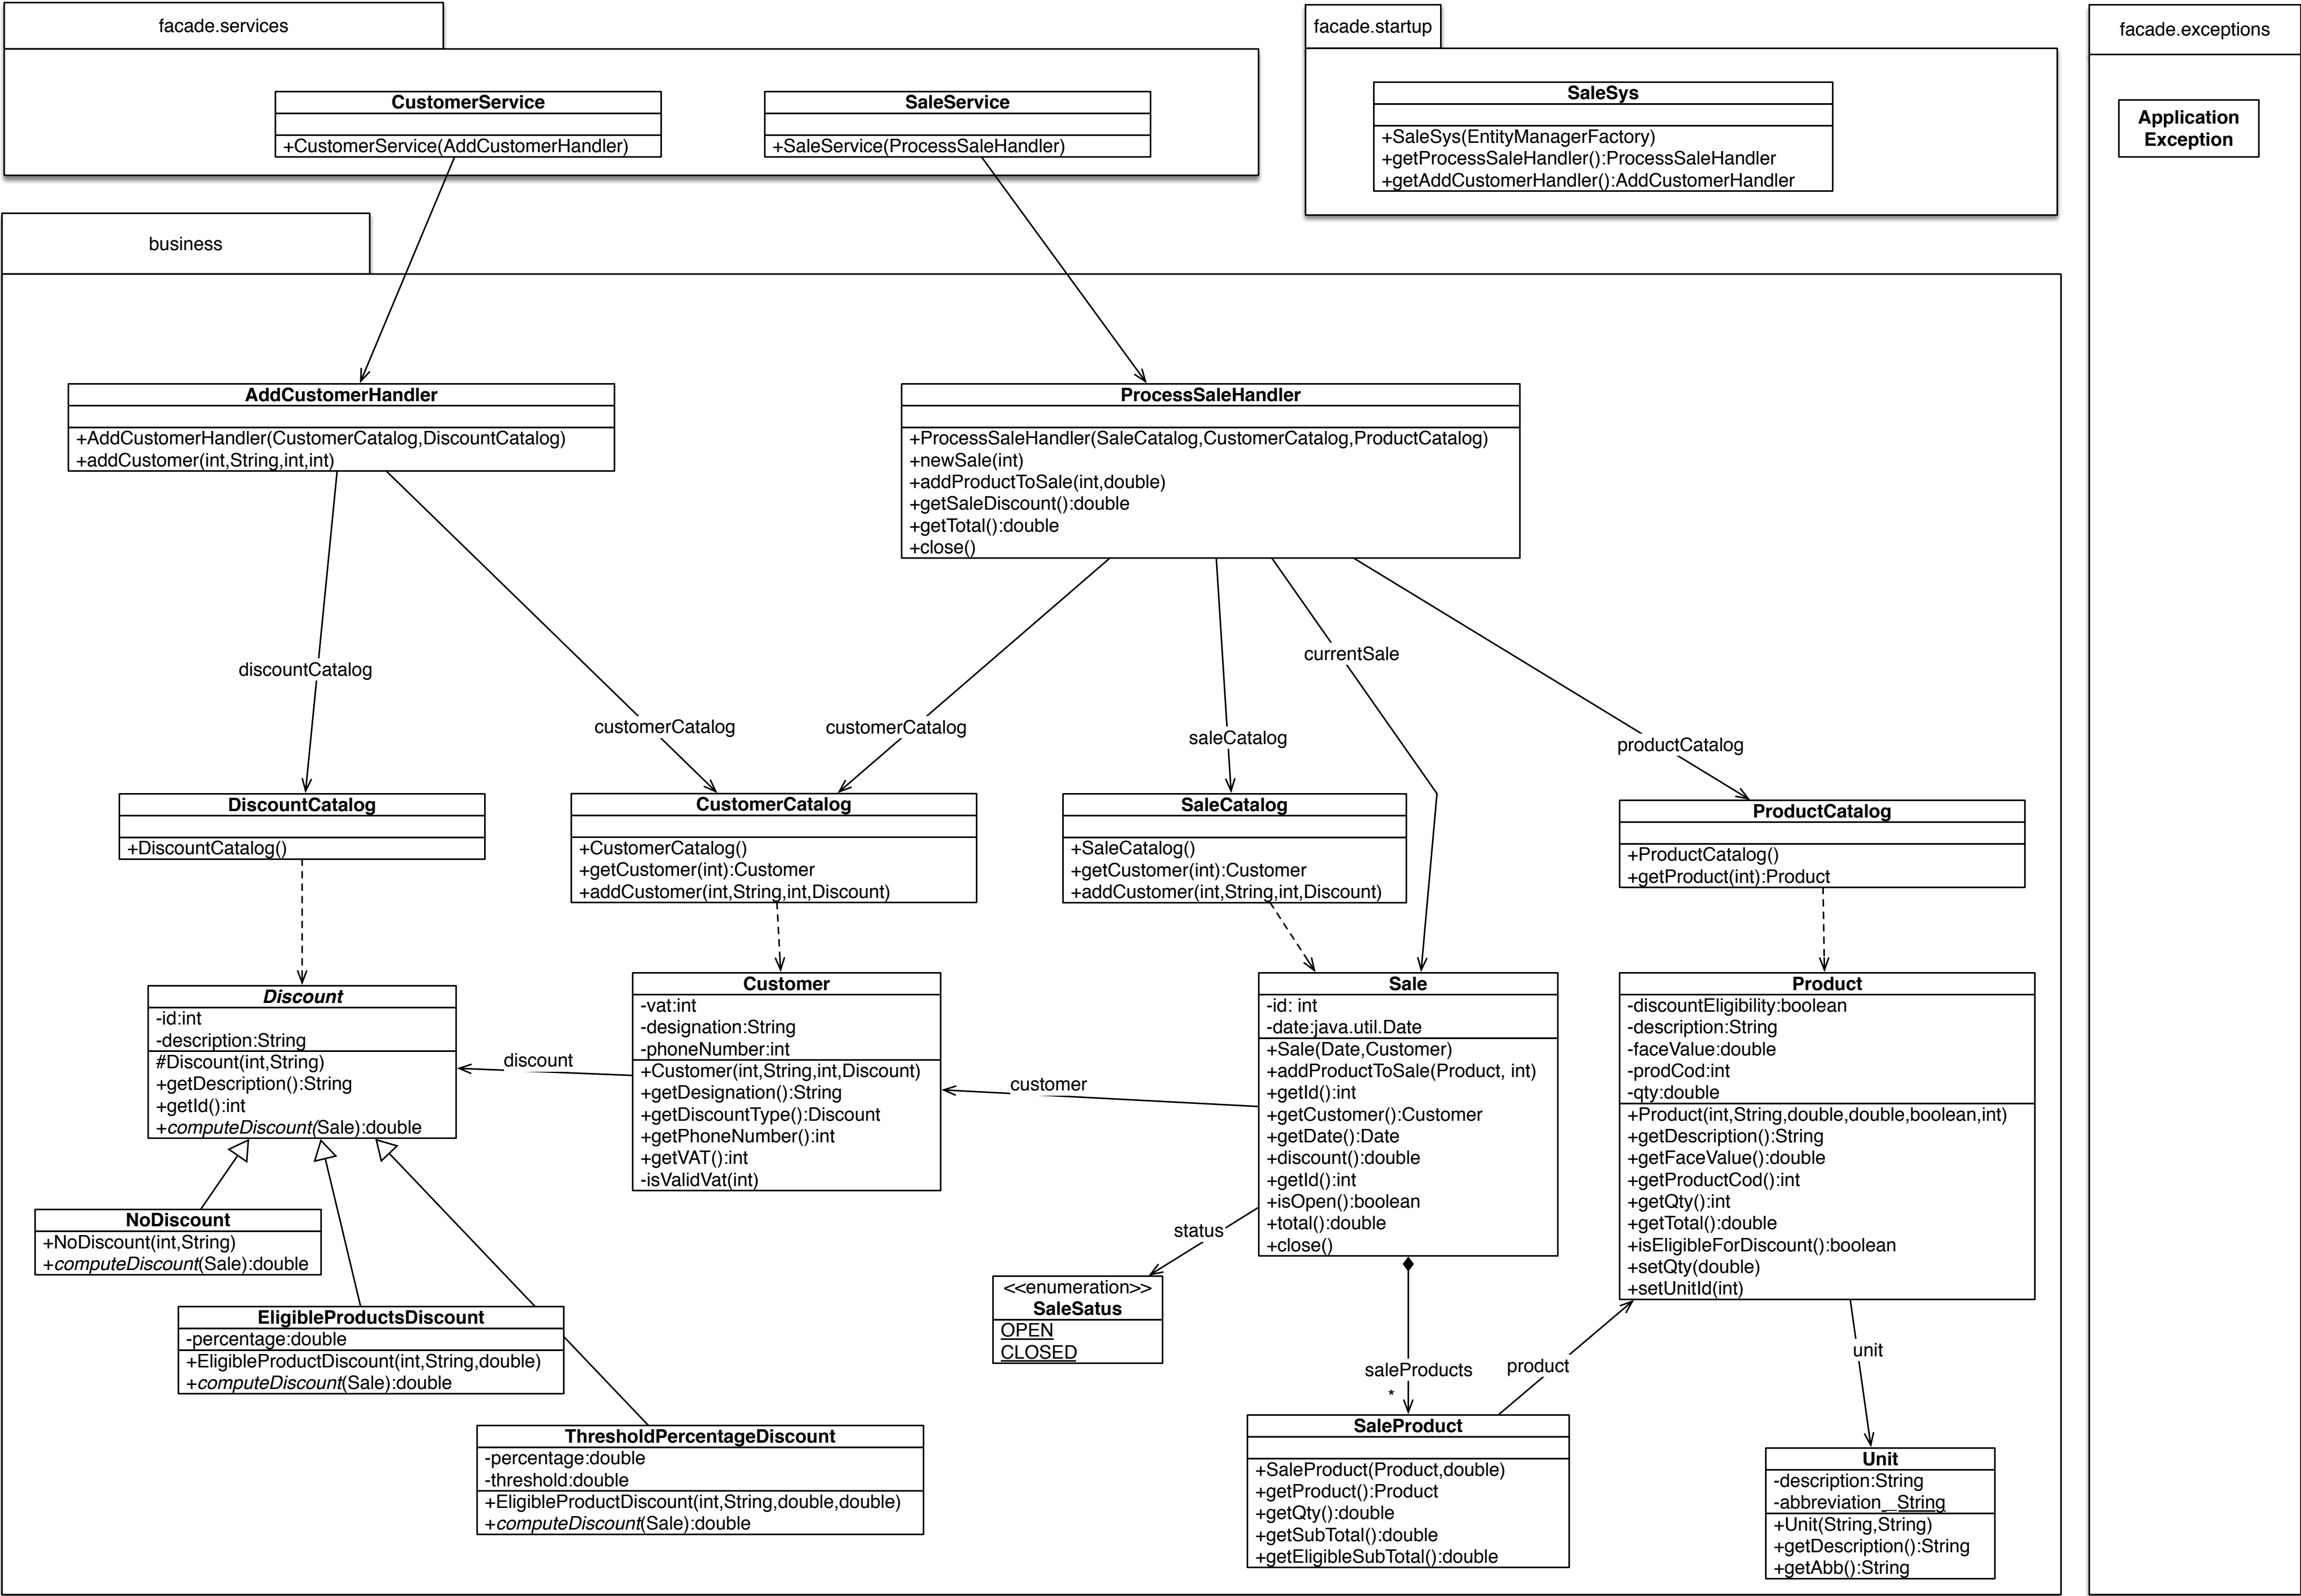 facade.services
CustomerService
+CustomerService(AddCustomerHandler)
SaleService
+SaleService(ProcessSaleHandler)
facade.startup
SaleSys
+SaleSys(EntityManagerFactory)
+getProcessSaleHandler():ProcessSaleHandler
+getAddCustomerHandler():AddCustomerHandler
facade.exceptions
Application
Exception
business
AddCustomerHandler
+AddCustomerHandler(CustomerCatalog,DiscountCatalog)
+addCustomer(int,String,int,int)
ProcessSaleHandler
+ProcessSaleHandler(SaleCatalog,CustomerCatalog,ProductCatalog)
+newSale(int)
+addProductToSale(int,double)
+getSaleDiscount():double
+getTotal():double
+close()
discountCatalog
customerCatalog
customerCatalog
saleCatalog
currentSale
productCatalog
DiscountCatalog
+DiscountCatalog()
CustomerCatalog
+CustomerCatalog()
+getCustomer(int):Customer
+addCustomer(int,String,int,Discount)
SaleCatalog
+SaleCatalog()
+getCustomer(int):Customer
+addCustomer(int,String,int,Discount)
ProductCatalog
+ProductCatalog()
+getProduct(int):Product
Discount
-id:int
-description:String
#Discount(int,String)
+getDescription():String
+getId():int
+computeDiscount(Sale):double
discount
Customer
-vat:int
-designation:String
-phoneNumber:int
+Customer(int,String,int,Discount)
+getDesignation():String
+getDiscountType():Discount
+getPhoneNumber():int
+getVAT():int
-isValidVat(int)
customer
Sale
-id: int
-date:java.util.Date
+Sale(Date,Customer)
+addProductToSale(Product, int)
+getId():int
+getCustomer():Customer
+getDate():Date
+discount():double
+getId():int
+isOpen():boolean
+total():double
+close()
Product
-discountEligibility:boolean
-description:String
-faceValue:double
-prodCod:int
-qty:double
+Product(int,String,double,double,boolean,int)
+getDescription():String
+getFaceValue():double
+getProductCod():int
+getQty():int
+getTotal():double
+isEligibleForDiscount():boolean
+setQty(double)
+setUnitId(int)
NoDiscount
+NoDiscount(int,String)
+computeDiscount(Sale):double
EligibleProductsDiscount
-percentage:double
+EligibleProductDiscount(int,String,double)
+computeDiscount(Sale):double
ThresholdPercentageDiscount
-percentage:double
-threshold:double
+EligibleProductDiscount(int,String,double,double)
+computeDiscount(Sale):double
status
<<enumeration>>
SaleSatus
OPEN
CLOSED
saleProducts
*
product
unit
SaleProduct
+SaleProduct(Product,double)
+getProduct():Product
+getQty():double
+getSubTotal():double
+getEligibleSubTotal():double
Unit
-description:String
-abbreviation_ String
+Unit(String,String)
+getDescription():String
+getAbb():String